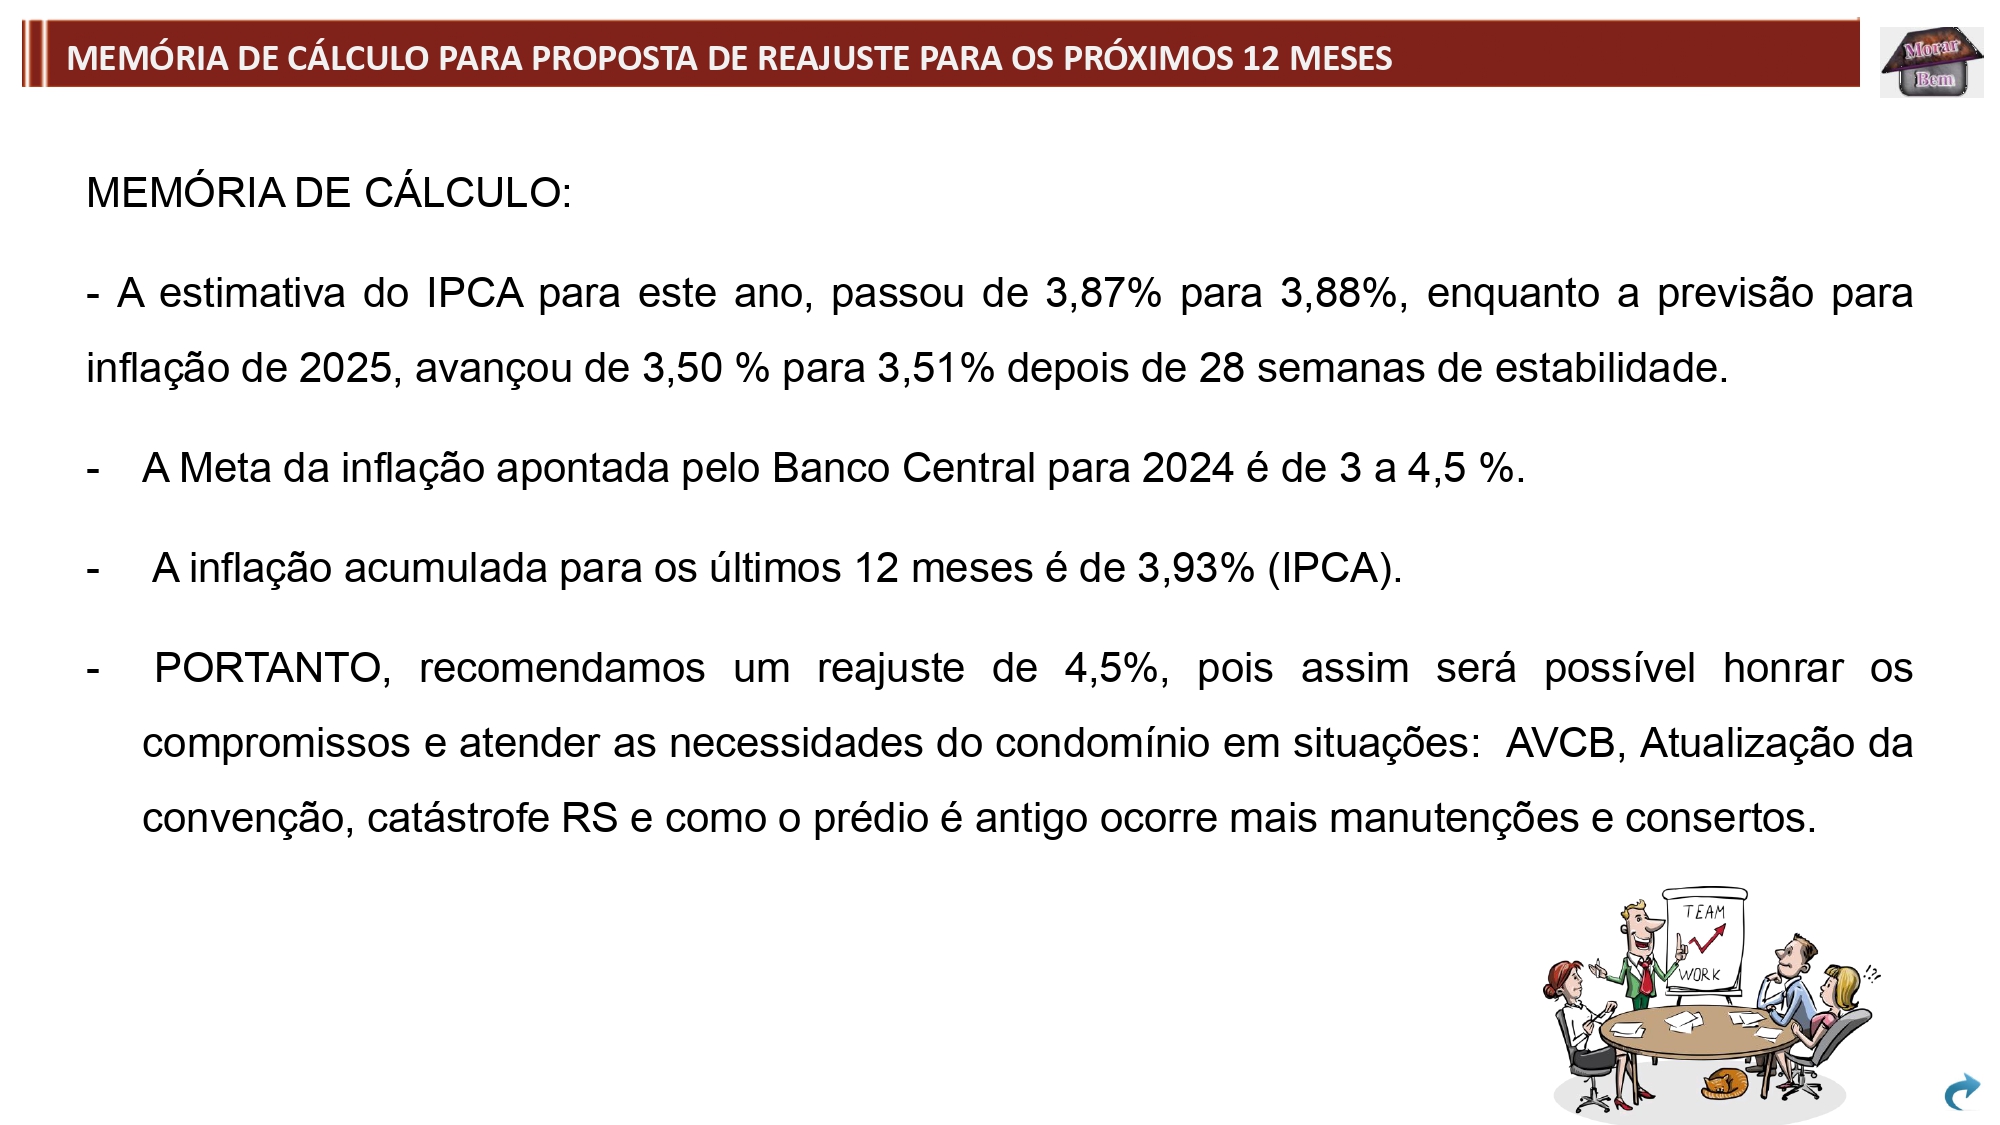 MEMÓRIA DE CÁLCULO PARA PROPOSTA DE REAJUSTE PARA OS PRÓXIMOS 12 MESES
Morar
Bem
MEMÓRIA DE CÁLCULO:
- A estimativa do IPCA para este ano, passou de 3,87% para 3,88%, enquanto a previsão para
inflação de 2025, avançou de 3,50 % para 3,51% depois de 28 semanas de estabilidade.
- A Meta da inflação apontada pelo Banco Central para 2024 é de 3 a 4,5 %.
- A inflação acumulada para os últimos 12 meses é de 3,93% (IPCA).
- PORTANTO, recomendamos um reajuste de 4,5%, pois assim será possível honrar os
compromissos e atender as necessidades do condomínio em situações: AVCB, Atualização da
convenção, catástrofe RS e como o prédio é antigo ocorre mais manutenções e consertos.
TEAM
WORK
!?!